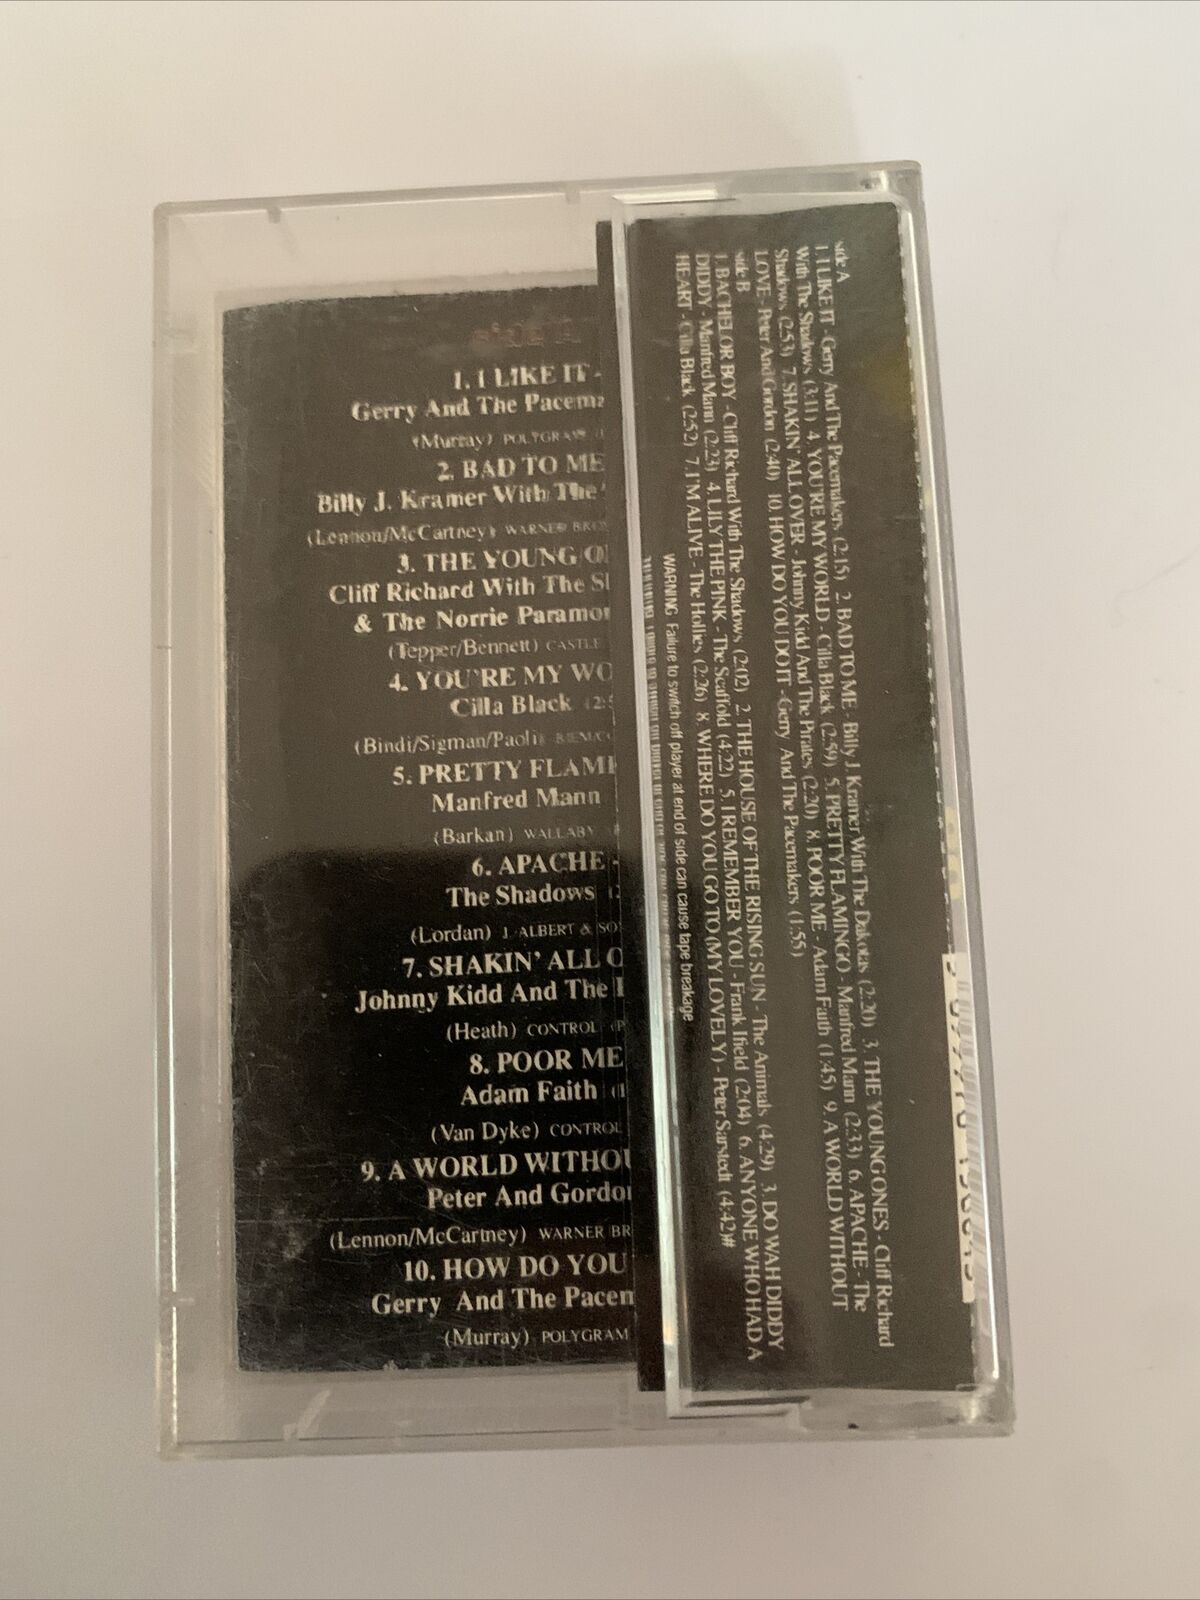 side A
1. I LIKE IT -
Gerry And The Pacema
(Murray) POLYGRAM
2. BAD TO ME
Billy J. Kramer With The
(Lennon/McCartney) WARNER BRO
3. THE YOUNG O
Cliff Richard With The S
& The Norrie Paramo
(Tepper/Bennett) CASTLE
4. YOU'RE MY WO
Cilla Black (2:5
(Bindi/Sigman/Paoli)
5. PRETTY FLAM
Manfred Mann
(Barkan) WALLABY
6. APACHE -
The Shadows
(Lordan) J. ALBERT & SO
7. SHAKIN' ALL O
Johnny Kidd And The
(Heath) CONTROL
8. POOR ME
Adam Faith
(Van Dyke) CONTROL
9. A WORLD WITHOU
Peter And Gordo
(Lennon/McCartney) WARNER BR
10. HOW DO YOU
Gerry And The Pacem
(Murray) POLYGRAM
side A
1. I LIKE IT - Gerry And The Pacemakers (2:15) 2. BAD TO ME - Billy J. Kramer With The Dakotas (2:20) 3. THE YOUNG ONES - Cliff Richard
With The Shadows (3:11) 4. YOU'RE MY WORLD - Cilla Black (2:59) 5. PRETTY FLAMINGO - Manfred Mann (2:33) 6. APACHE - The
Shadows (2:53) 7. SHAKIN' ALL OVER - Johnny Kidd And The Pirates (2:20) 8. POOR ME - Adam Faith (1:45) 9. A WORLD WITHOUT
LOVE - Peter And Gordon (2:40) 10. HOW DO YOU DO IT - Gerry And The Pacemakers (1:55)
side B
1. BACHELOR BOY - Cliff Richard With The Shadows (2:02) 2. THE HOUSE OF THE RISING SUN - The Animals (4:29) 3. DO WAH DIDDY
DIDDY - Manfred Mann (2:23) 4. LILY THE PINK - The Scaffold (4:22) 5. I REMEMBER YOU - Frank Ifield (2:04) 6. ANYONE WHO HAD A
HEART - Cilla Black (2:52) 7. I'M ALIVE - The Hollies (2:26) 8. WHERE DO YOU GO TO (MY LOVELY) - Peter Sarstedt (4:42)#
WARNING. Failure to switch off player at end of side can cause tape breakage